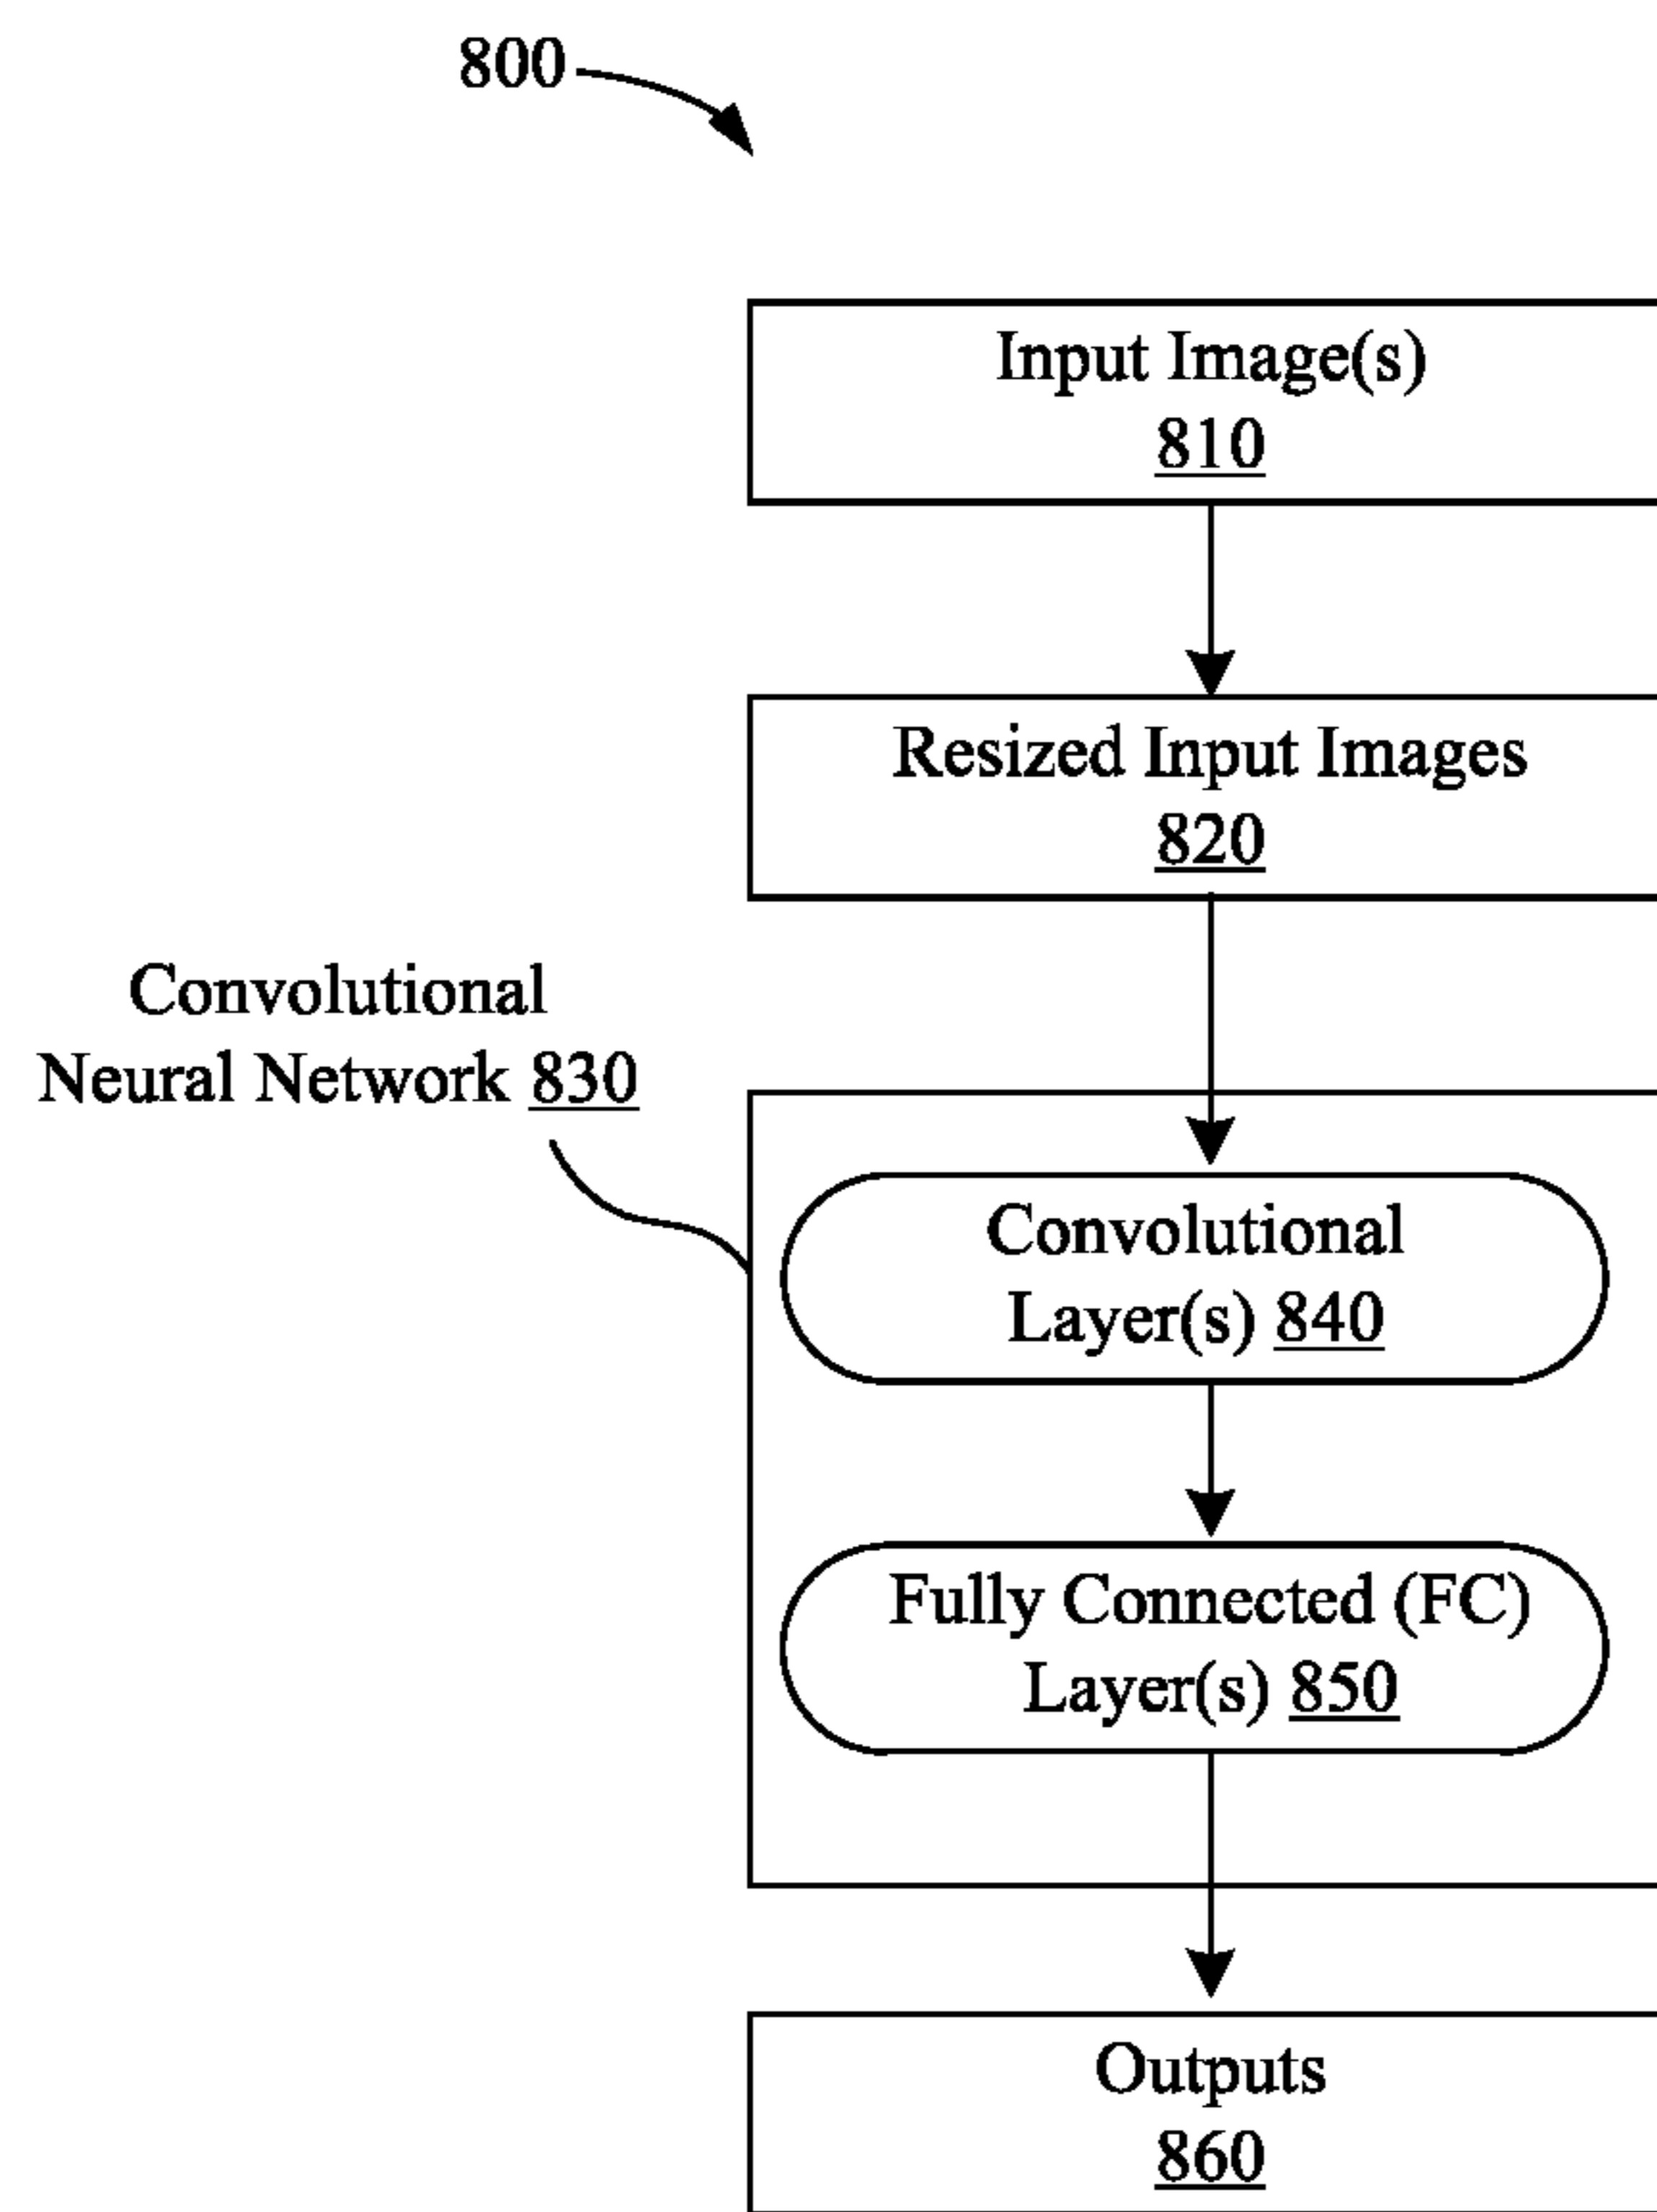 800
Input Image(s)
810
Resized Input Images
820
Convolutional
Neural Network 830
Convolutional
Layer(s) 840
Fully Connected (FC)
Layer(s) 850
Outputs
860